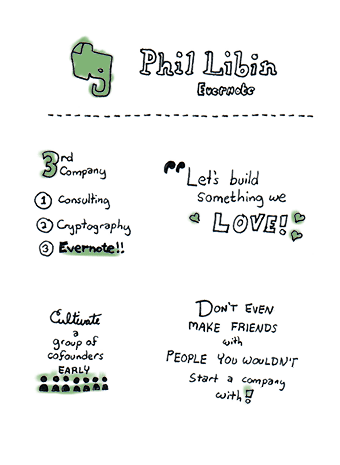 Phil Libin
Evernote
3rd
Company
1 Consulting
2 Cryptography
3 Evernote!!
"Let's build
something we
LOVE!
Cultivate
a
group of
cofounders
EARLY
DON'T EVEN
MAKE FRIENDS
with
PEOPLE YOU WOULDN'T
Start a company
with!